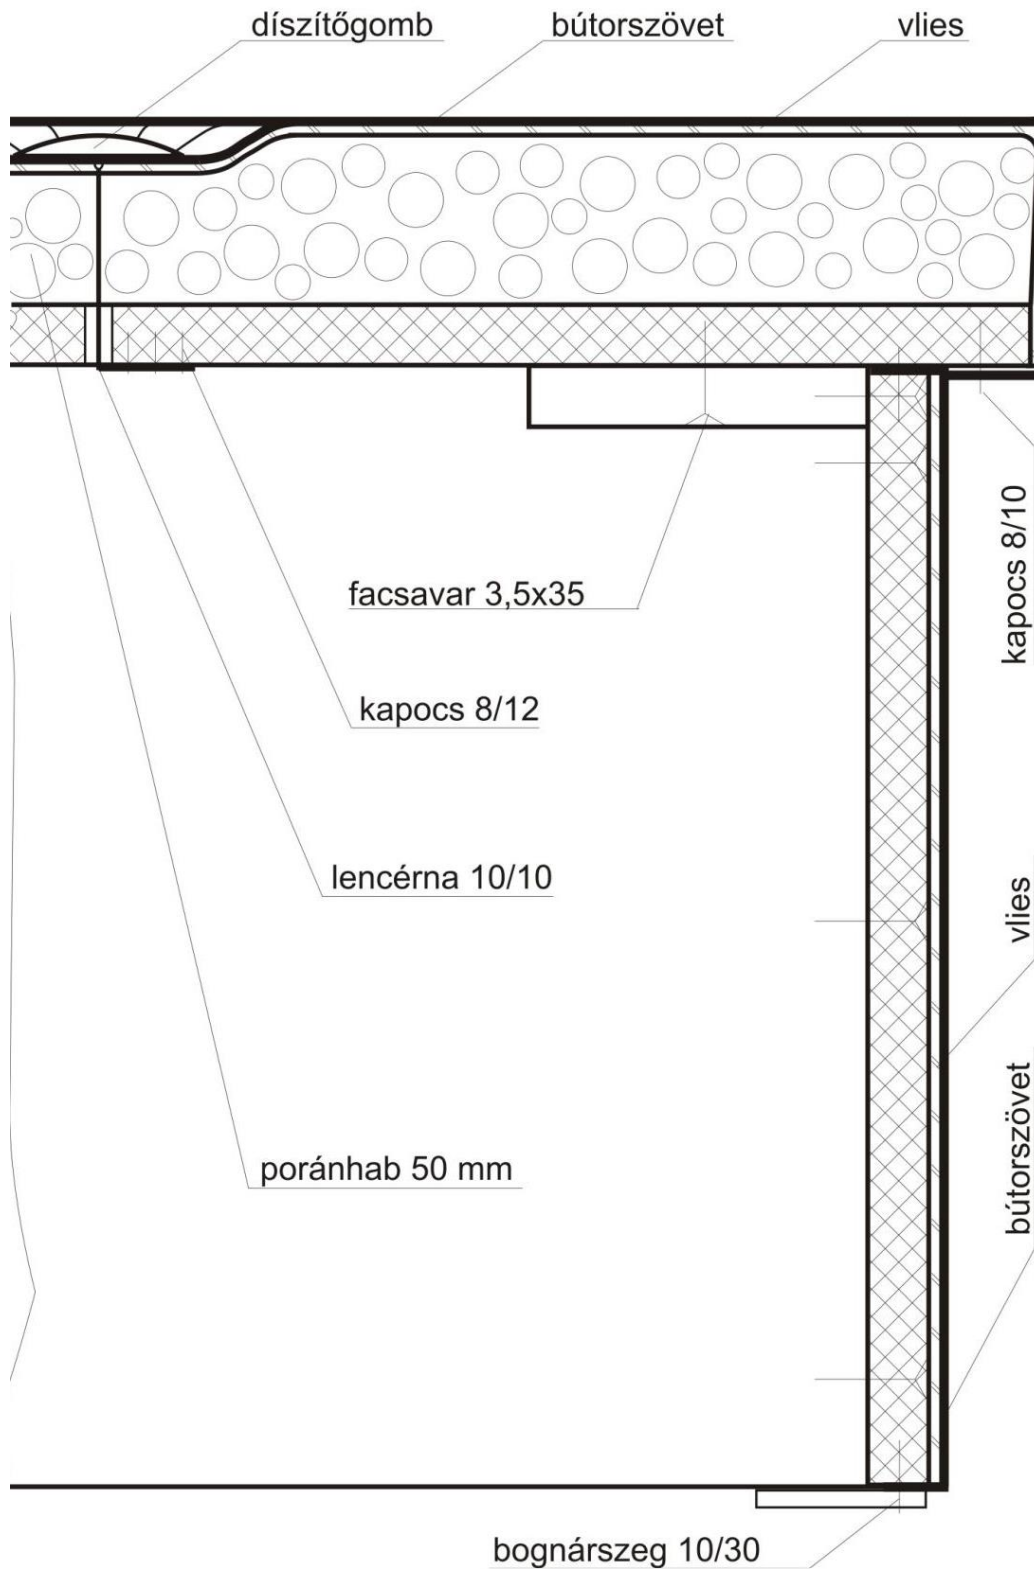 díszítőgomb
bútorszövet
vlies
kapocs 8/10
facsavar 3,5x35
kapocs 8/12
lencérna 10/10
vlies
bútorszövet
poránhab 50 mm
bognárszeg 10/30